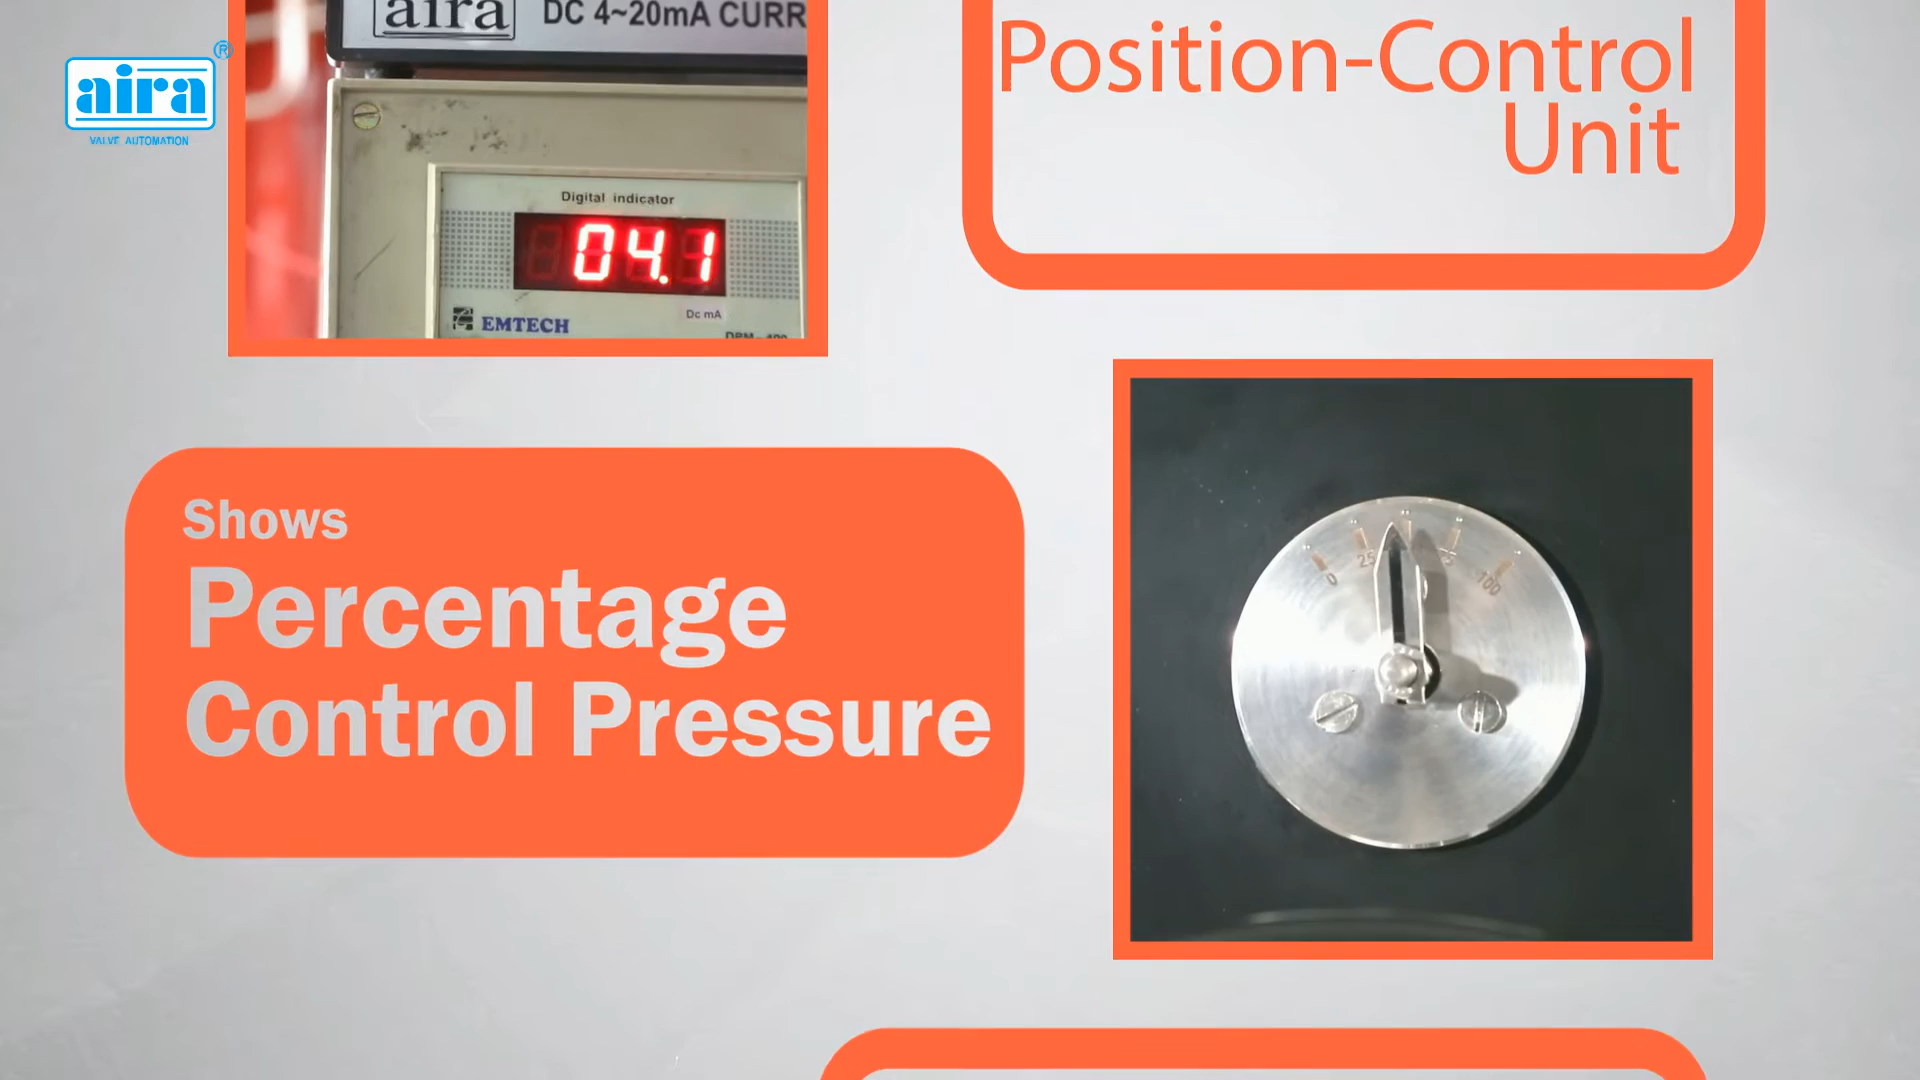 aira
DC 4~20mA CURR
Position-Control
Unit
aira
®
VALVE AUTOMATION
Digital indicator
04.1
Dc mA
EMTECH
Shows
Percentage
Control Pressure
0
25
100